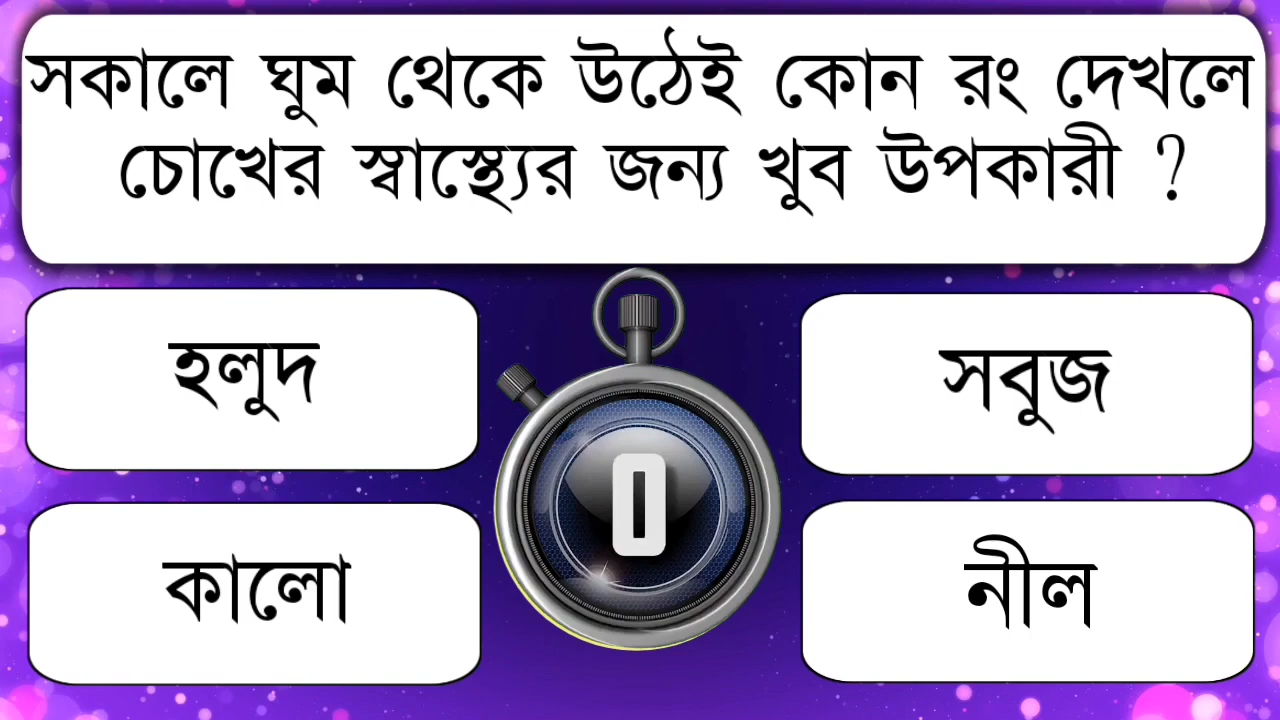 সকালে ঘুম থেকে উঠেই কোন রং দেখলে
চোখের স্বাস্থ্যের জন্য খুব উপকারী ?
হলুদ
সবুজ
0
কালো
নীল